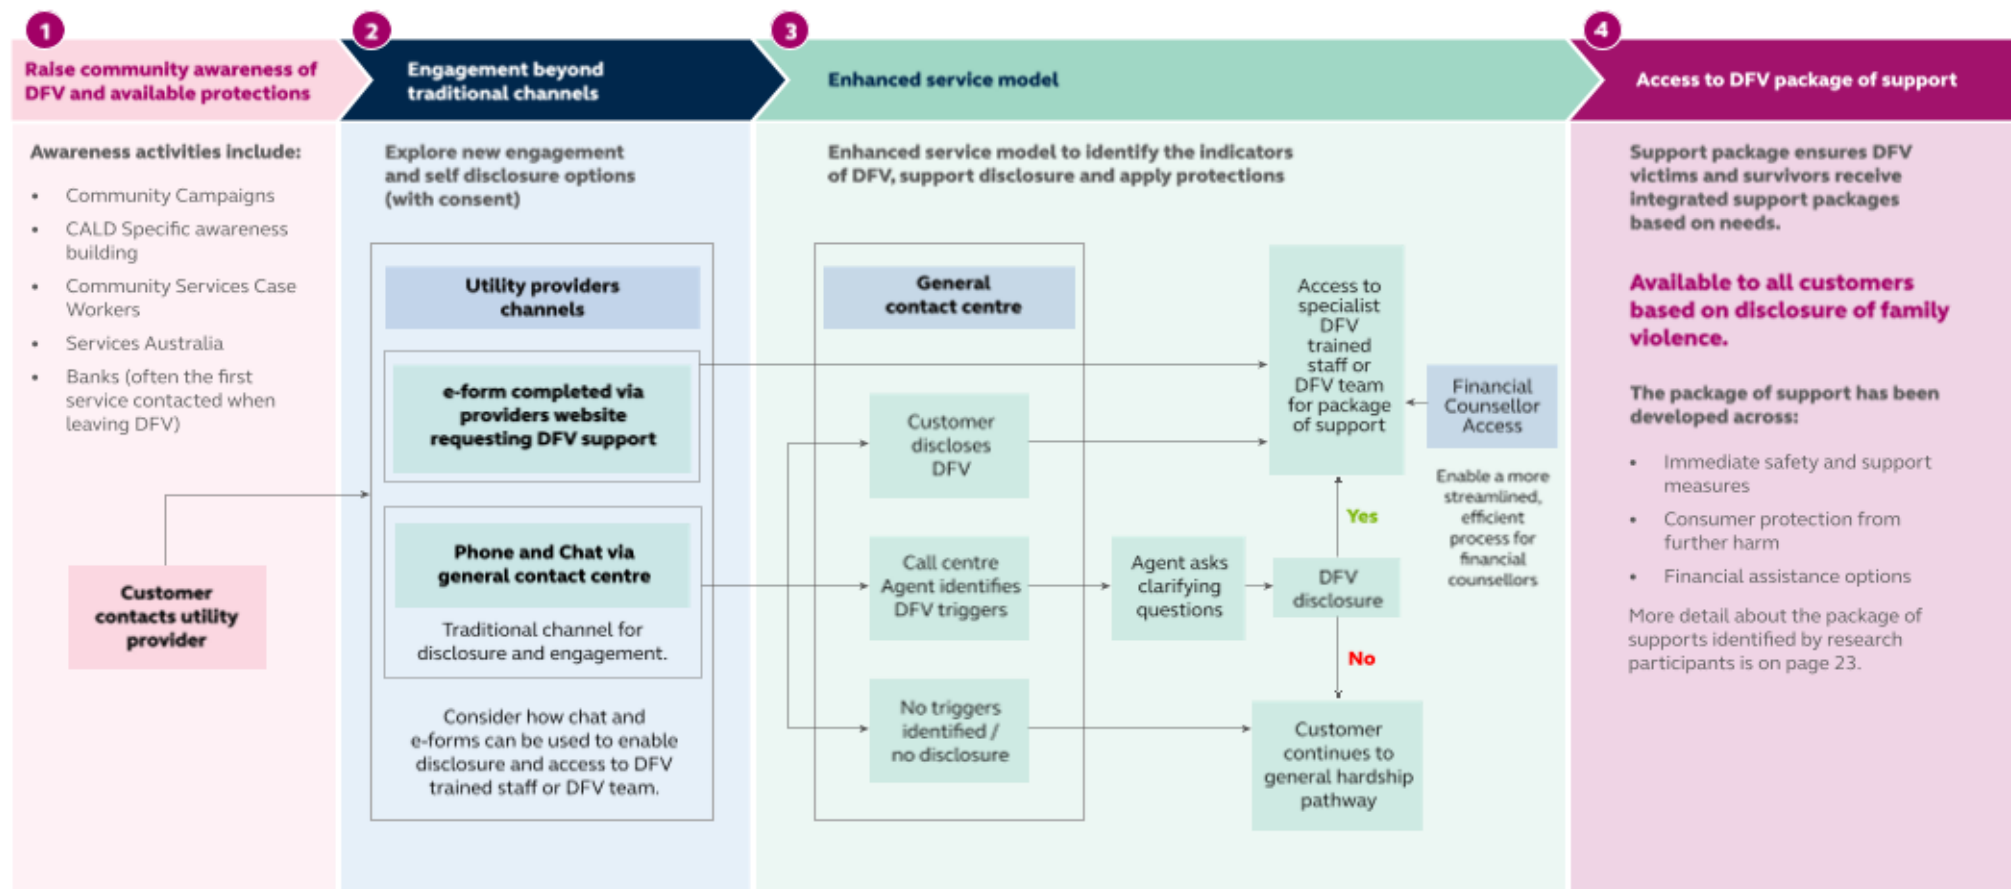 1
Raise community awareness of
DFV and available protections
Awareness activities include:
• Community Campaigns
• CALD Specific awareness
building
• Community Services Case
Workers
• Services Australia
• Banks (often the first
service contacted when
leaving DFV)
Customer
contacts utility
provider
2
Engagement beyond
traditional channels
Explore new engagement
and self disclosure options
(with consent)
Utility providers
channels
e-form completed via
providers website
requesting DFV support
Phone and Chat via
general contact centre
Traditional channel for
disclosure and engagement.
Consider how chat and
e-forms can be used to enable
disclosure and access to DFV
trained staff or DFV team.
3
Enhanced service model
Enhanced service model to identify the indicators
of DFV, support disclosure and apply protections
General
contact centre
Customer
discloses
DFV
Call centre
Agent identifies
DFV triggers
No triggers
identified /
no disclosure
Agent asks
clarifying
questions
Access to
specialist
DFV
trained
staff or
DFV team
for package
of support
Yes
DFV
disclosure
No
Customer
continues to
general hardship
pathway
Financial
Counsellor
Access
Enable a more
streamlined,
efficient
process for
financial
counsellors
4
Access to DFV package of support
Support package ensures DFV
victims and survivors receive
integrated support packages
based on needs.
Available to all customers
based on disclosure of family
violence.
The package of support has been
developed across:
• Immediate safety and support
measures
• Consumer protection from
further harm
• Financial assistance options
More detail about the package of
supports identified by research
participants is on page 23.